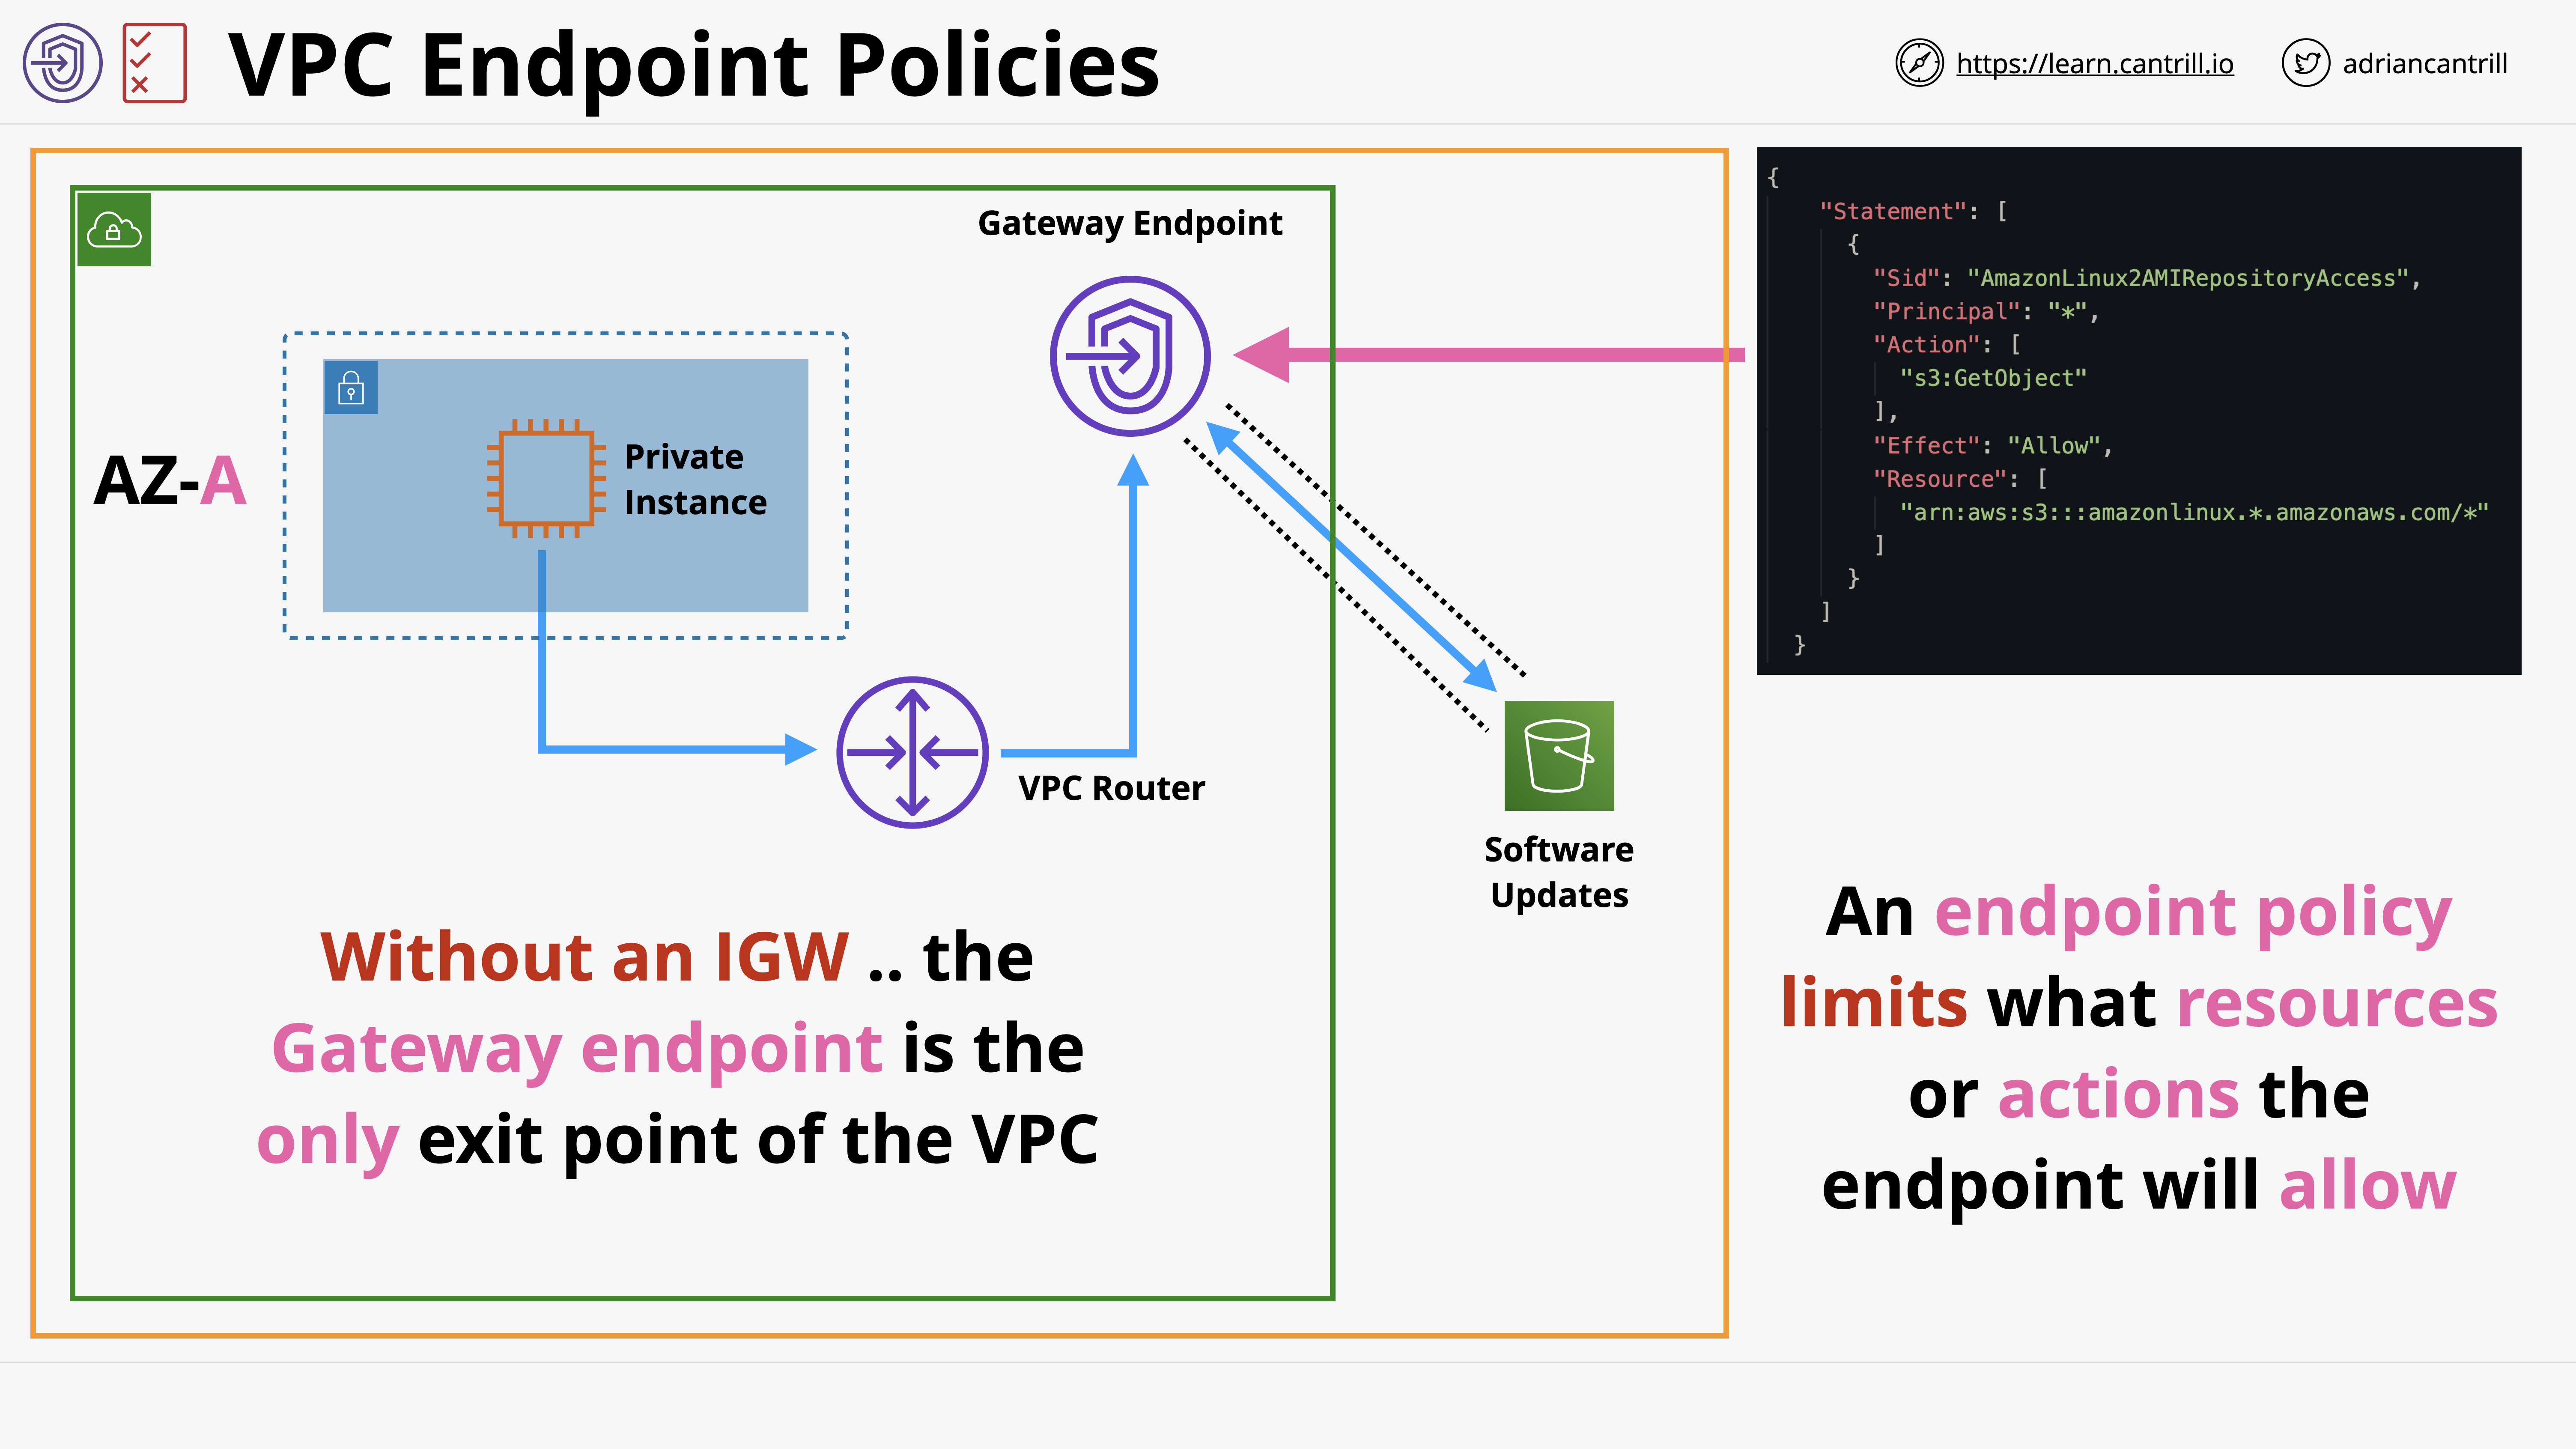 VPC Endpoint Policies
https://learn.cantrill.io
adriancantrill
Gateway Endpoint
AZ-A
Private
Instance
VPC Router
Software
Updates
Without an IGW .. the
Gateway endpoint is the
only exit point of the VPC
{
"Statement": [
{
"Sid": "AmazonLinux2AMIRepositoryAccess",
"Principal": "*",
"Action": [
"s3:GetObject"
],
"Effect": "Allow",
"Resource": [
"arn:aws:s3:::amazonlinux.*.amazonaws.com/*"
]
}
]
}
An endpoint policy
limits what resources
or actions the
endpoint will allow